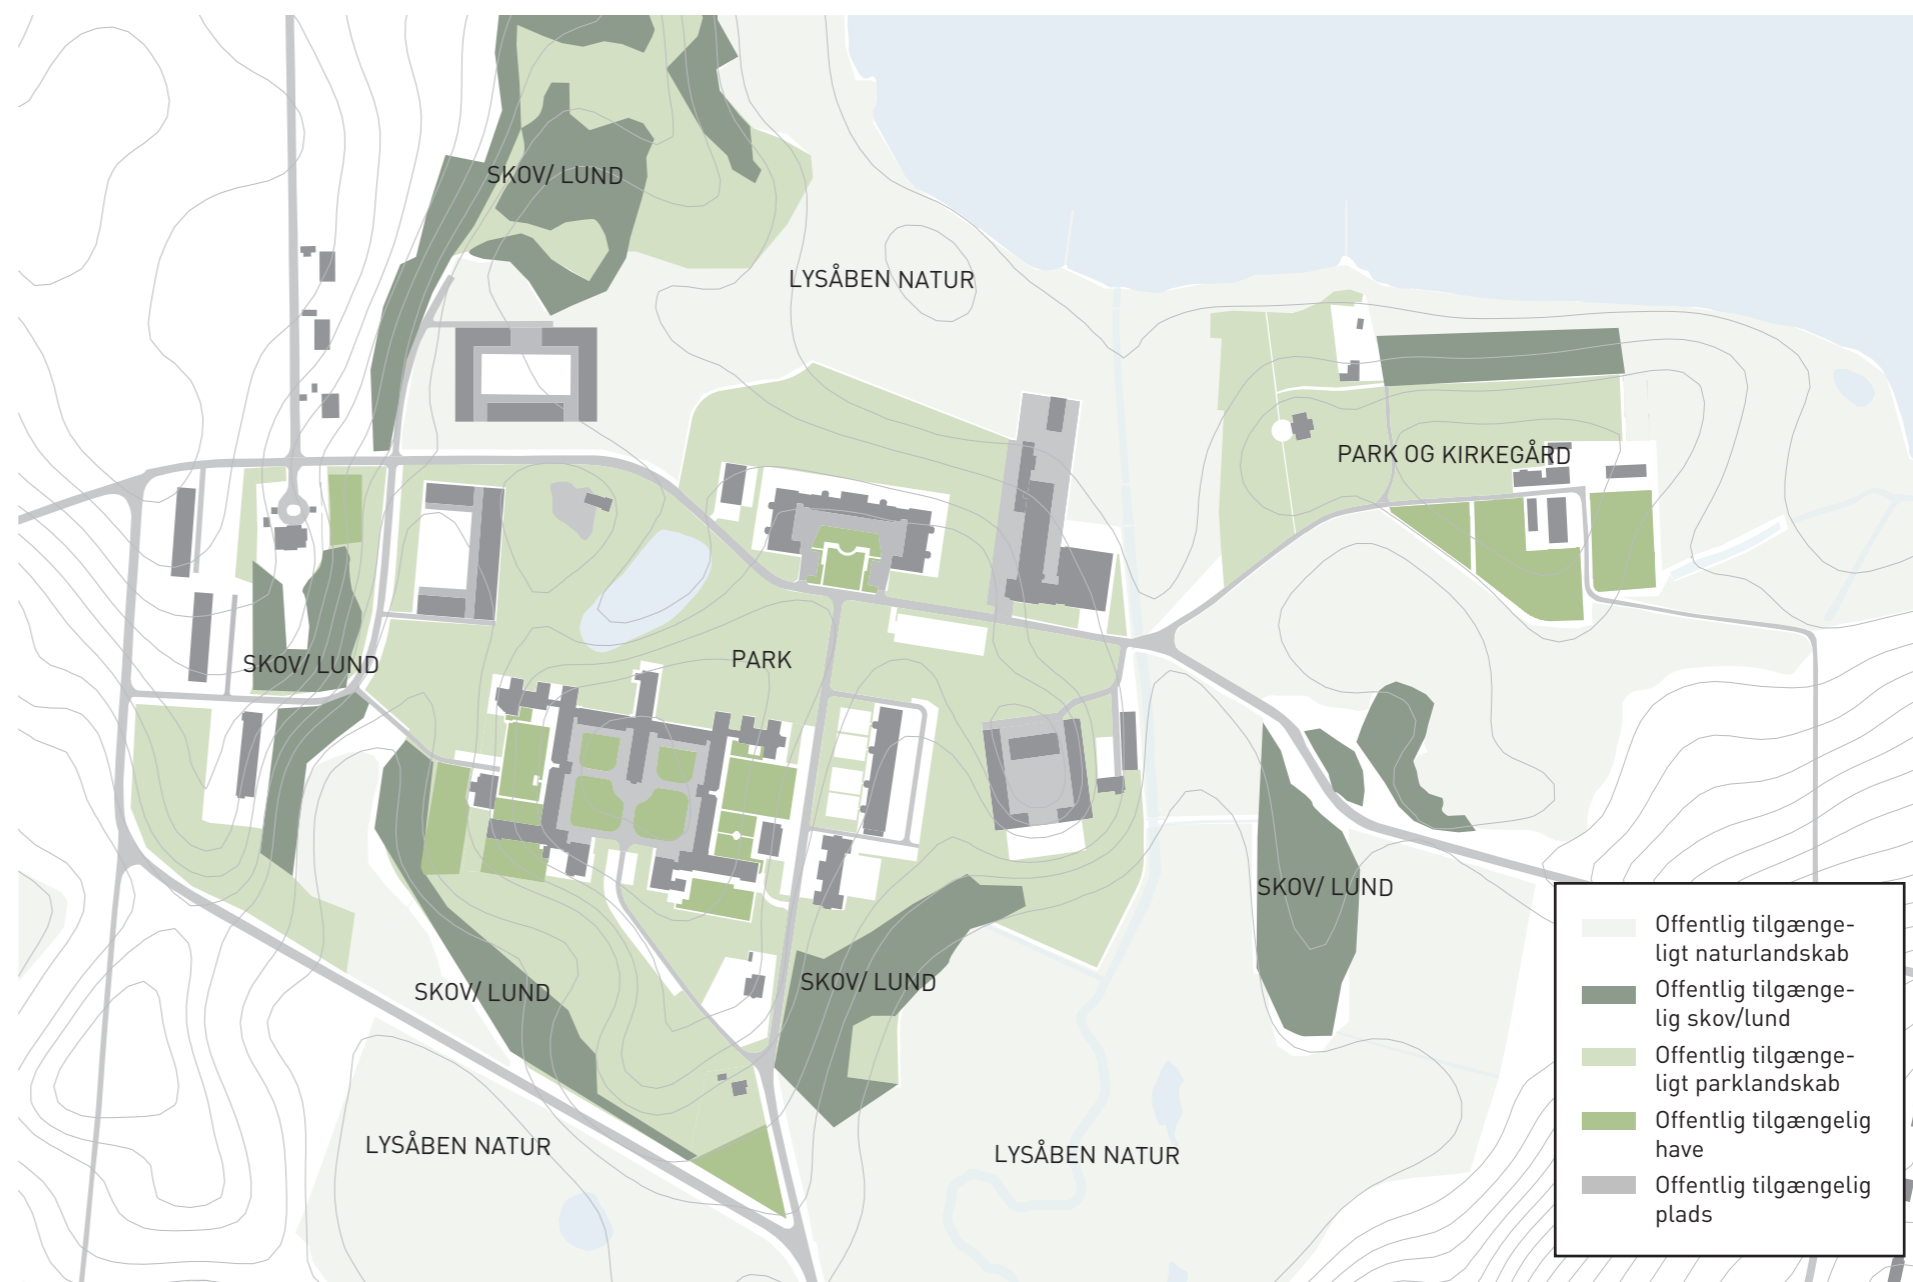 SKOV/ LUND
LYSÅBEN NATUR
PARK OG KIRKEGÅRD
SKOV/ LUND
PARK
SKOV/ LUND
SKOV/ LUND
SKOV/ LUND
LYSÅBEN NATUR
LYSÅBEN NATUR
Offentlig tilgænge-
ligt naturlandskab
Offentlig tilgænge-
lig skov/lund
Offentlig tilgænge-
ligt parklandskab
Offentlig tilgængelig
have
Offentlig tilgængelig
plads